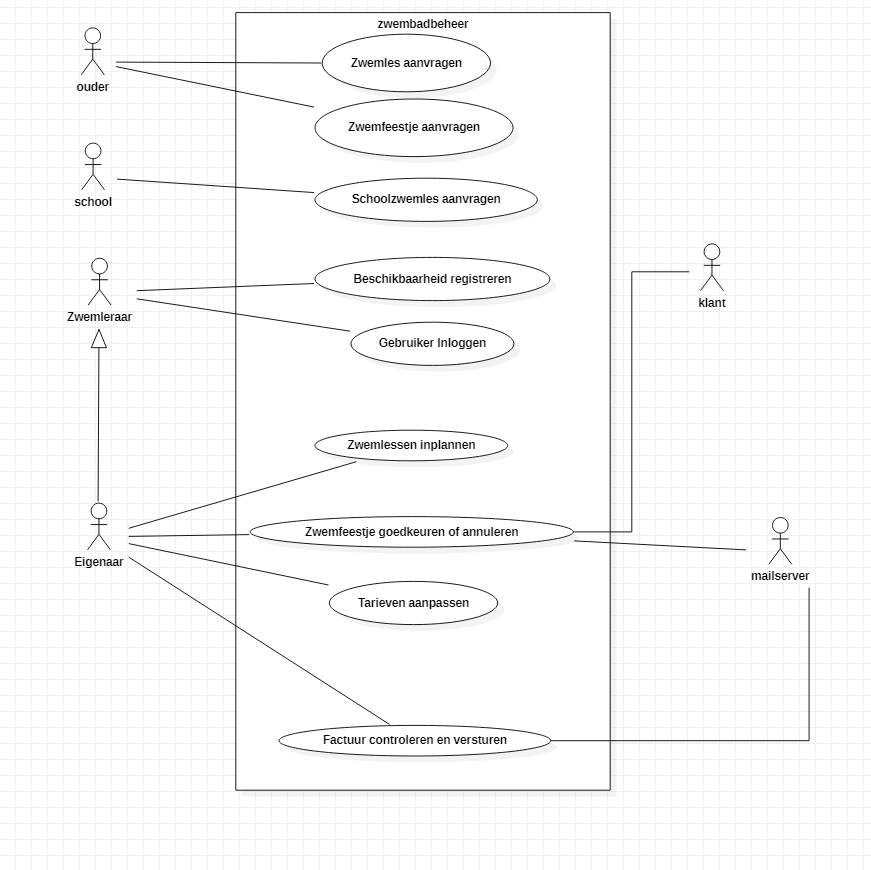 zwembadbeheer
Zwemles aanvragen
ouder
Zwemfeestje aanvragen
Schoolzwemles aanvragen
school
Beschikbaarheid registreren
klant
Zwemleraar
Gebruiker Inloggen
Zwemlessen inplannen
Zwemfeestje goedkeuren of annuleren
Eigenaar
mailserver
Tarieven aanpassen
Factuur controleren en versturen